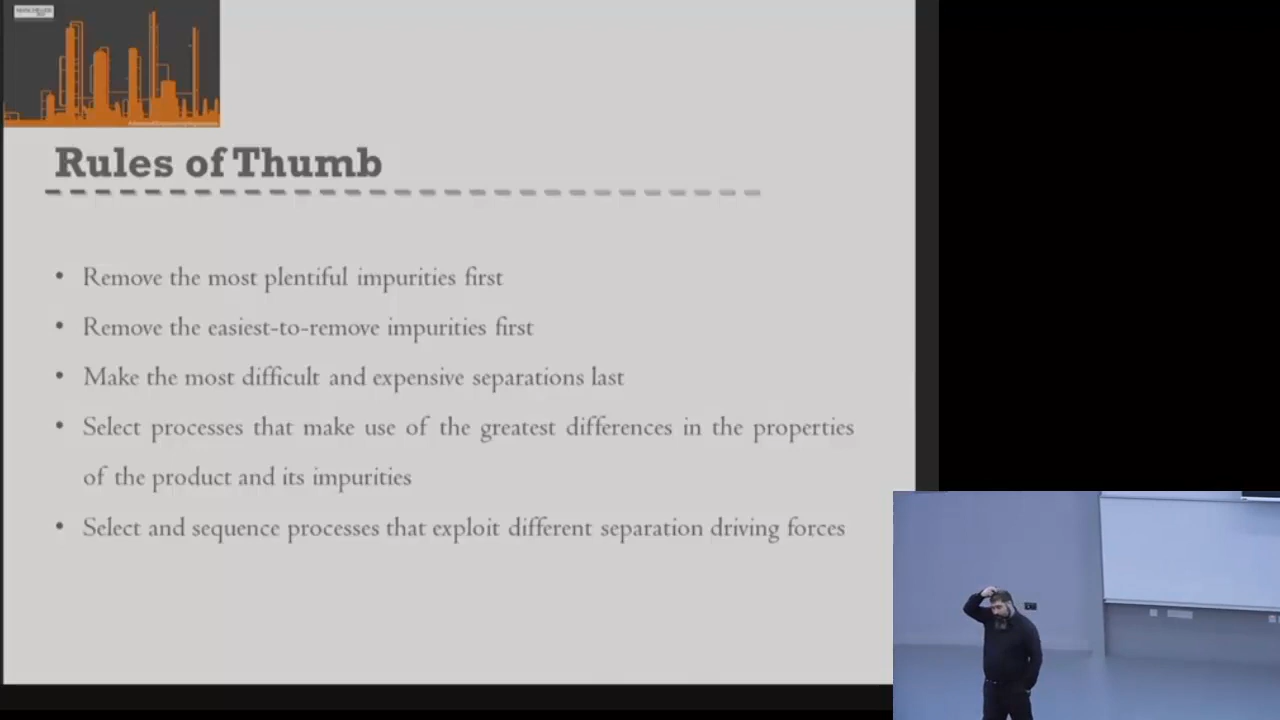 Rules of Thumb
• Remove the most plentiful impurities first
• Remove the easiest-to-remove impurities first
• Make the most difficult and expensive separations last
• Select processes that make use of the greatest differences in the properties
of the product and its impurities
• Select and sequence processes that exploit different separation driving forces